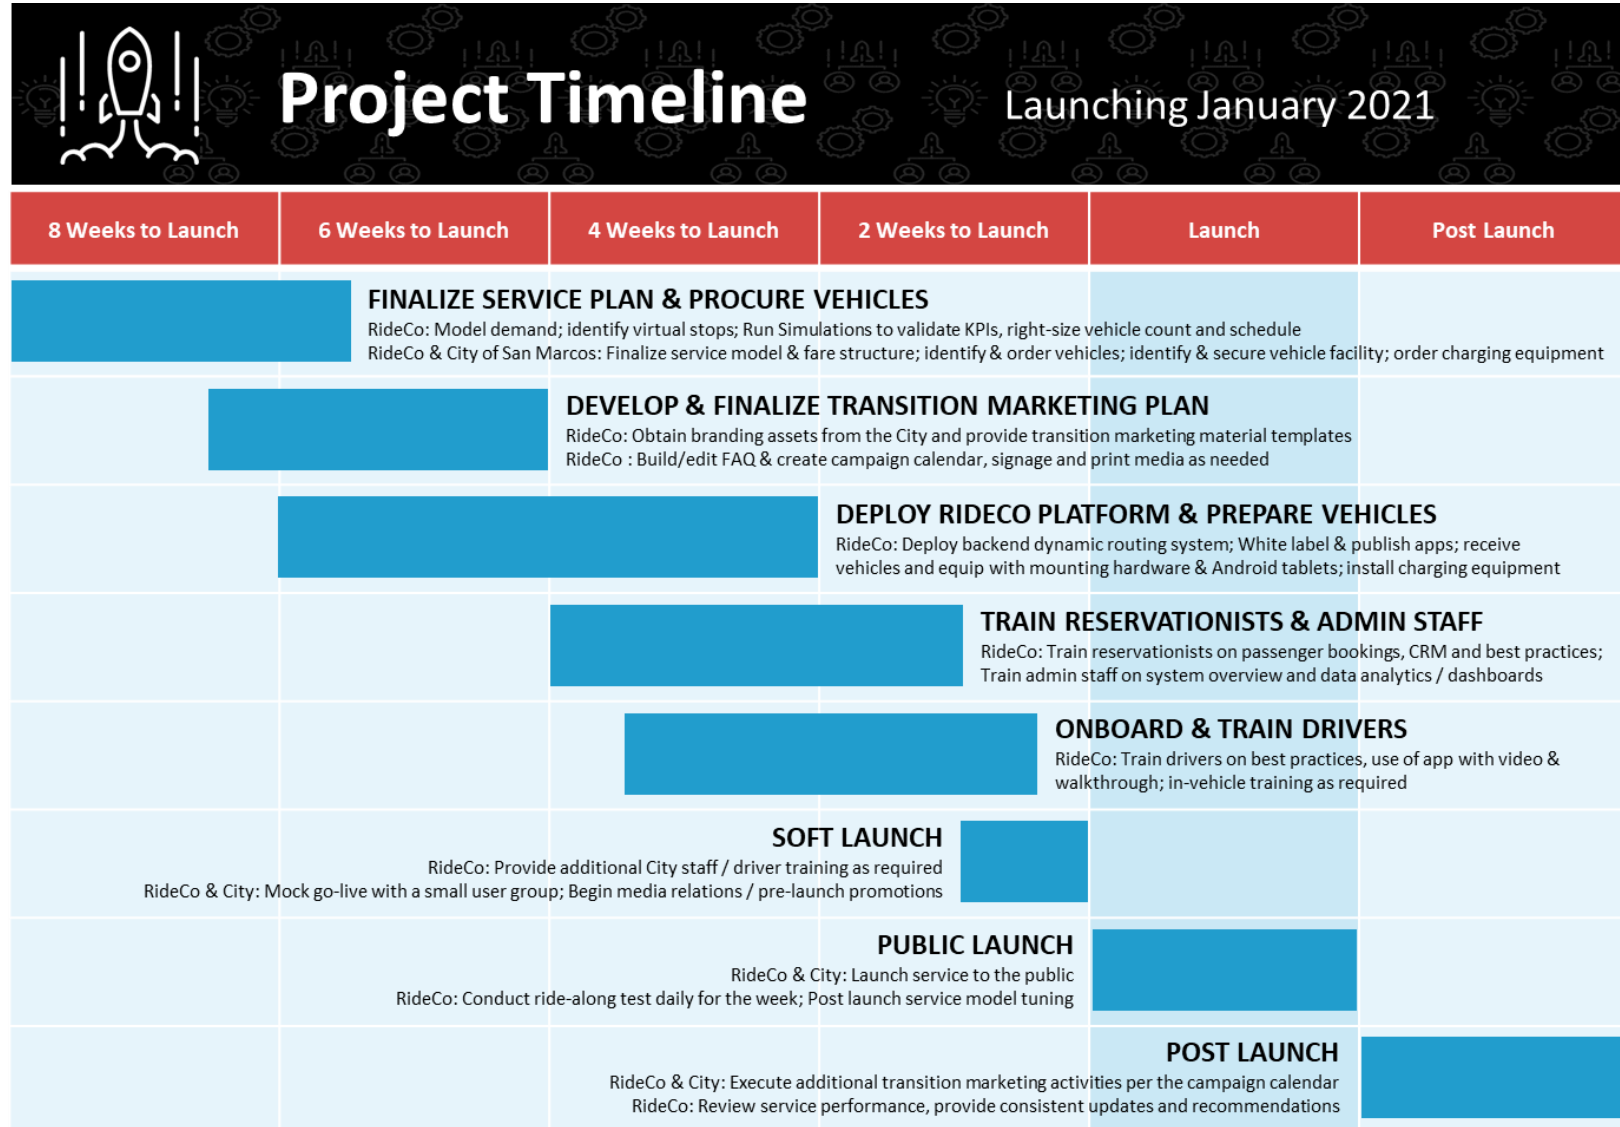 Project Timeline
Launching January 2021
8 Weeks to Launch
6 Weeks to Launch
4 Weeks to Launch
2 Weeks to Launch
Launch
Post Launch
FINALIZE SERVICE PLAN & PROCURE VEHICLES
RideCo: Model demand; identify virtual stops; Run Simulations to validate KPIs, right-size vehicle count and schedule
RideCo & City of San Marcos: Finalize service model & fare structure; identify & order vehicles; identify & secure vehicle facility; order charging equipment
DEVELOP & FINALIZE TRANSITION MARKETING PLAN
RideCo: Obtain branding assets from the City and provide transition marketing material templates
RideCo : Build/edit FAQ & create campaign calendar, signage and print media as needed
DEPLOY RIDECO PLATFORM & PREPARE VEHICLES
RideCo: Deploy backend dynamic routing system; White label & publish apps; receive
vehicles and equip with mounting hardware & Android tablets; install charging equipment
TRAIN RESERVATIONISTS & ADMIN STAFF
RideCo: Train reservationists on passenger bookings, CRM and best practices;
Train admin staff on system overview and data analytics / dashboards
ONBOARD & TRAIN DRIVERS
RideCo: Train drivers on best practices, use of app with video &
walkthrough; in-vehicle training as required
SOFT LAUNCH
RideCo: Provide additional City staff / driver training as required
RideCo & City: Mock go-live with a small user group; Begin media relations / pre-launch promotions
PUBLIC LAUNCH
RideCo & City: Launch service to the public
RideCo: Conduct ride-along test daily for the week; Post launch service model tuning
POST LAUNCH
RideCo & City: Execute additional transition marketing activities per the campaign calendar
RideCo: Review service performance, provide consistent updates and recommendations